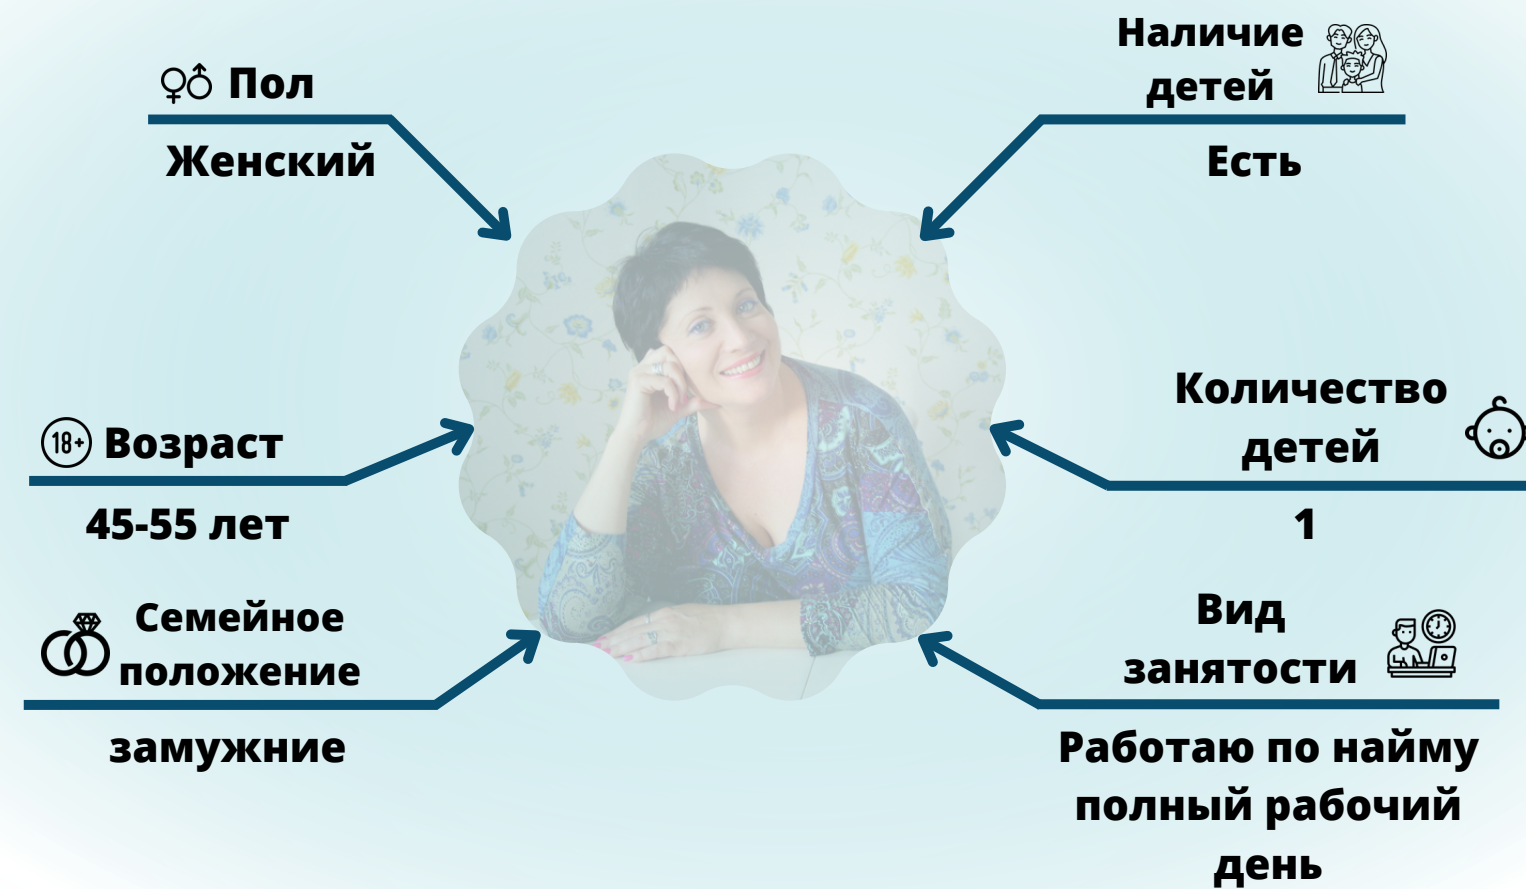 Пол
Женский
Наличие
детей
Есть
18+ Возраст
45-55 лет
Количество
детей
1
Семейное
положение
замужние
Вид
занятости
Работаю по найму
полный рабочий
день